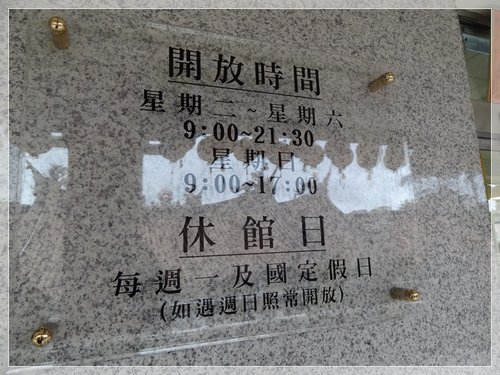 開放時間
星期二~星期六
9:00~21:30
星期日
9:00~17:00
休館日
每週一及國定假日
(如遇週日照常開放)